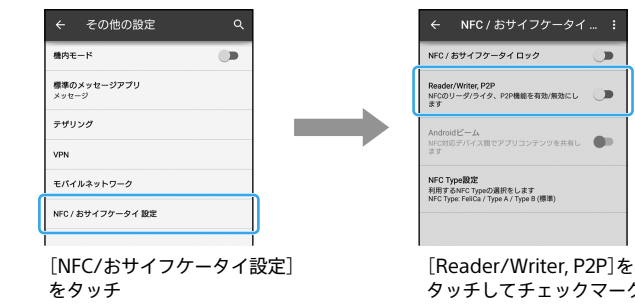 その他の設定
機内モード
標準のメッセージアプリ
メッセージ
テザリング
VPN
モバイルネットワーク
NFC / おサイフケータイ 設定
[NFC/おサイフケータイ設定]
をタッチ
NFC / おサイフケータイ ...
NFC / おサイフケータイ ロック
Reader/Writer, P2P
NFCのリーダ/ライタ、P2P機能を有効/無効にし
ます
Androidビーム
NFC対応デバイス間でアプリコンテンツを共有し
ます
NFC Type設定
利用するNFC Typeの選択をします
NFC Type: FeliCa / Type A / Type B (標準)
[Reader/Writer, P2P]を
タッチしてチェックマーク